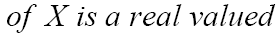 of X is a real valued